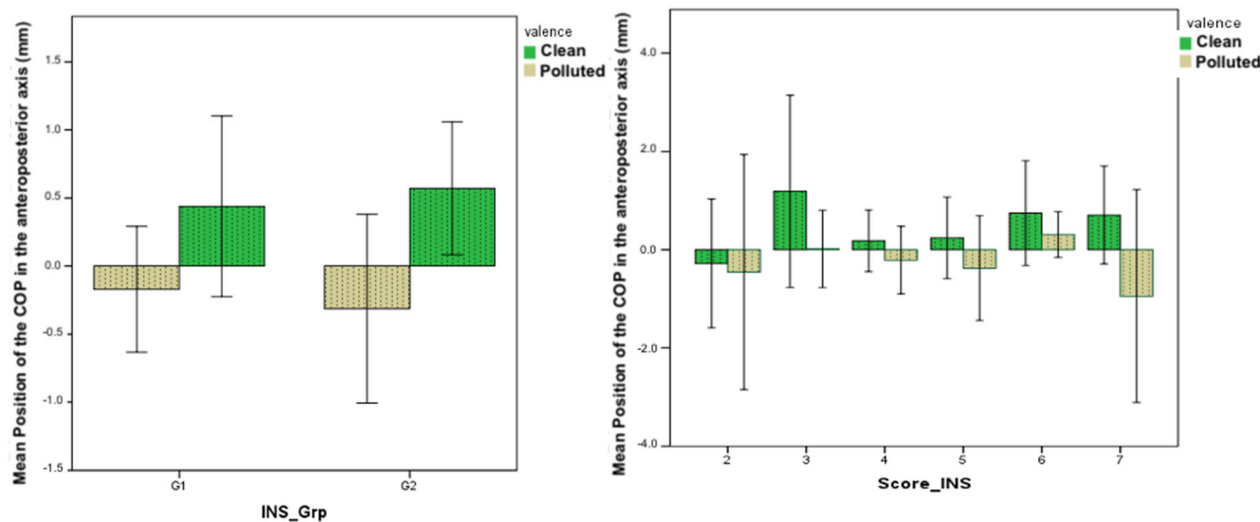 Mean Position of the COP in the anteroposterior axis (mm)
1.5
1.0
0.5
0.0
-0.5
-1.0
-1.5
G1
G2
INS_Grp
valence
Clean
Polluted
Mean Position of the COP in the anteroposterior axis (mm)
4.0
2.0
0.0
-2.0
-4.0
2 3 4 5 6 7
Score_INS
valence
Clean
Polluted